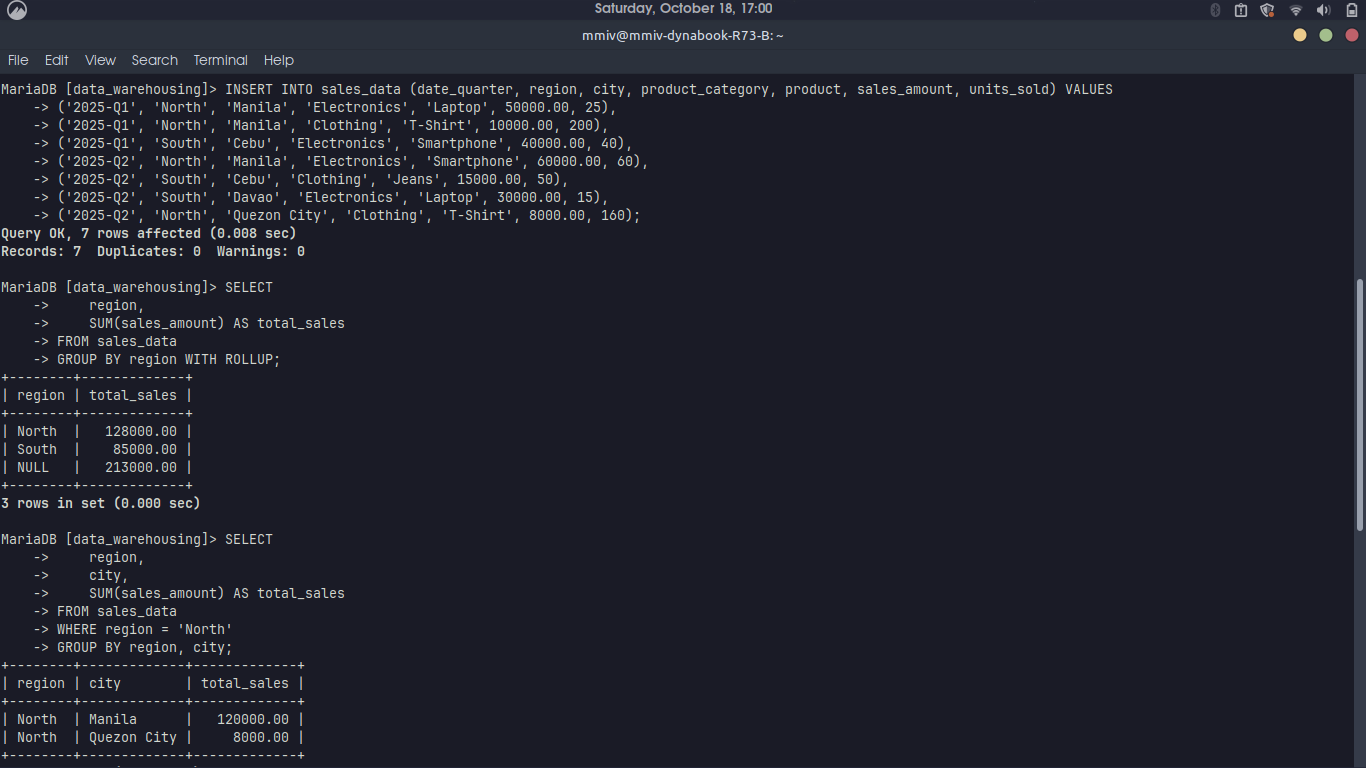 Saturday, October 18, 17:00
mmiv@mmiv-dynabook-R73-B: ~
File Edit View Search Terminal Help
MariaDB [data_warehousing]> INSERT INTO sales_data (date_quarter, region, city, product_category, product, sales_amount, units_sold) VALUES
    -> ('2025-Q1', 'North', 'Manila', 'Electronics', 'Laptop', 50000.00, 25),
    -> ('2025-Q1', 'North', 'Manila', 'Clothing', 'T-Shirt', 10000.00, 200),
    -> ('2025-Q1', 'South', 'Cebu', 'Electronics', 'Smartphone', 40000.00, 40),
    -> ('2025-Q2', 'North', 'Manila', 'Electronics', 'Smartphone', 60000.00, 60),
    -> ('2025-Q2', 'South', 'Cebu', 'Clothing', 'Jeans', 15000.00, 50),
    -> ('2025-Q2', 'South', 'Davao', 'Electronics', 'Laptop', 30000.00, 15),
    -> ('2025-Q2', 'North', 'Quezon City', 'Clothing', 'T-Shirt', 8000.00, 160);
Query OK, 7 rows affected (0.008 sec)
Records: 7  Duplicates: 0  Warnings: 0

MariaDB [data_warehousing]> SELECT
    ->     region,
    ->     SUM(sales_amount) AS total_sales
    -> FROM sales_data
    -> GROUP BY region WITH ROLLUP;
+--------+-------------+
| region | total_sales |
+--------+-------------+
| North  |   128000.00 |
| South  |    85000.00 |
| NULL   |   213000.00 |
+--------+-------------+
3 rows in set (0.000 sec)

MariaDB [data_warehousing]> SELECT
    ->     region,
    ->     city,
    ->     SUM(sales_amount) AS total_sales
    -> FROM sales_data
    -> WHERE region = 'North'
    -> GROUP BY region, city;
+--------+-------------+-------------+
| region | city        | total_sales |
+--------+-------------+-------------+
| North  | Manila      |   120000.00 |
| North  | Quezon City |     8000.00 |
+--------+-------------+-------------+